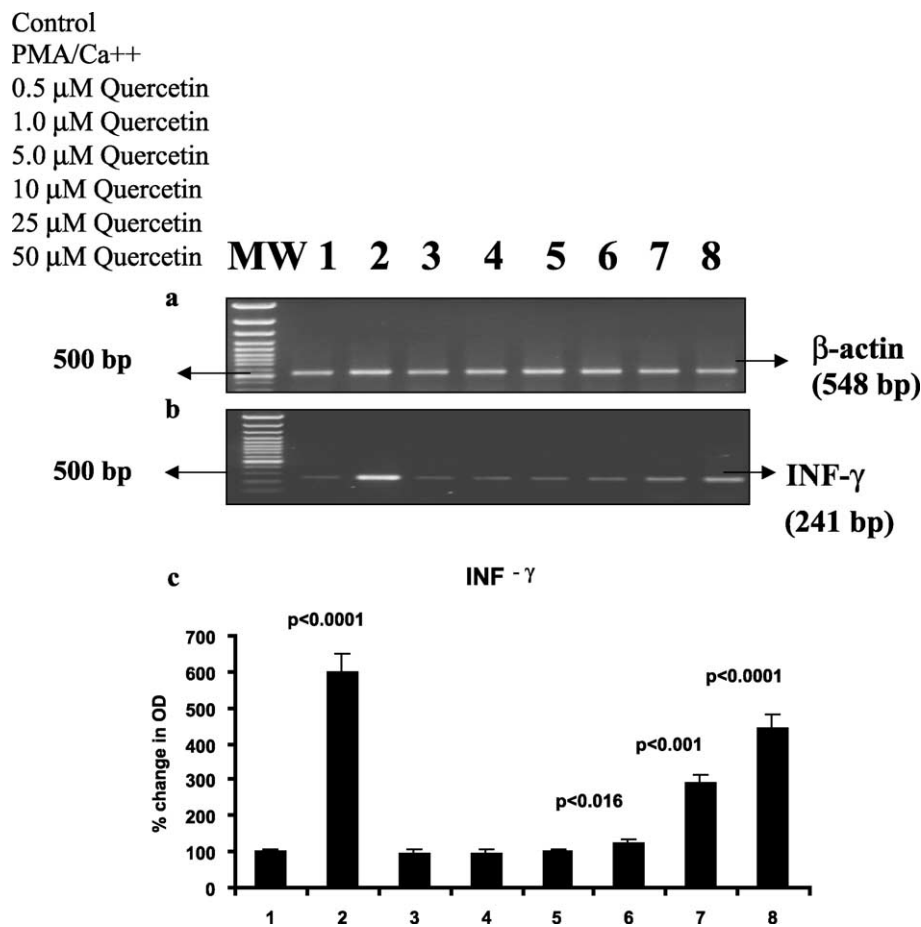 Control
PMA/Ca++
0.5 μM Quercetin
1.0 μM Quercetin
5.0 μM Quercetin
10 μM Quercetin
25 μM Quercetin
50 μM Quercetin
MW 1 2 3 4 5 6 7 8
a
500 bp
β-actin
(548 bp)
b
500 bp
INF-γ
(241 bp)
c
INF - γ
% change in OD
700
600
500
400
300
200
100
0
p<0.0001
p<0.016
p<0.001
p<0.0001
1 2 3 4 5 6 7 8